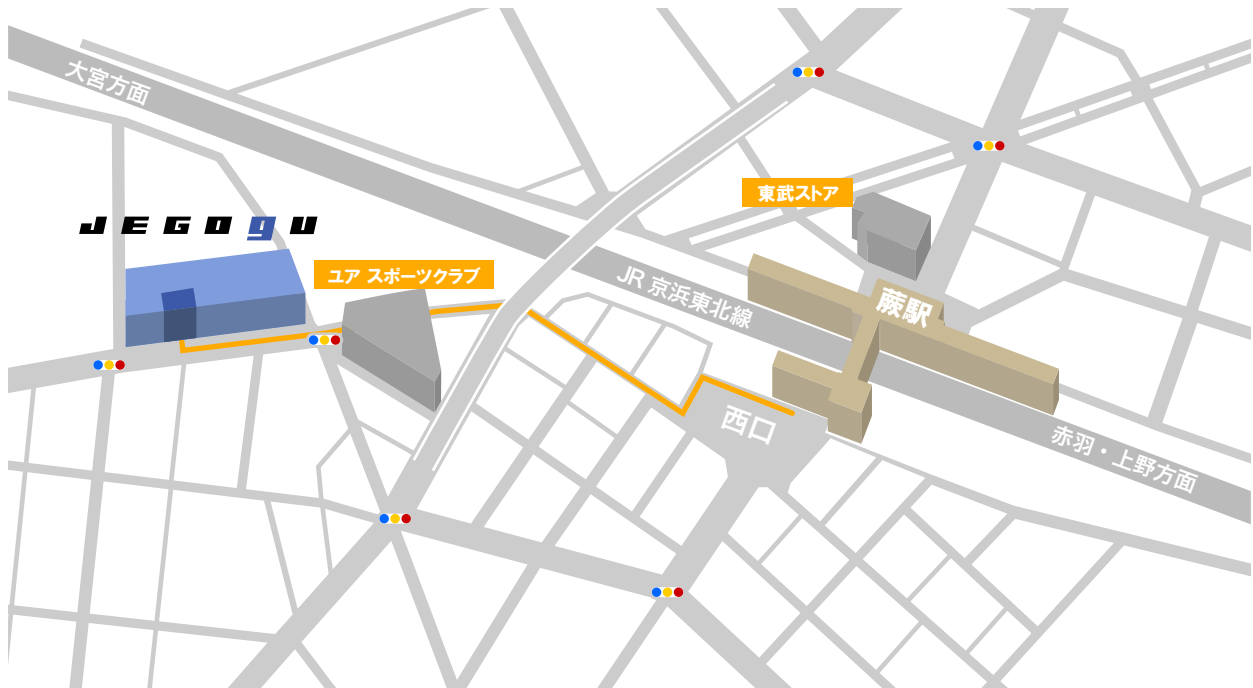 大宮方面
東武ストア
JEGOgU
ユア スポーツクラブ
JR 京浜東北線
蕨駅
西口
赤羽・上野方面